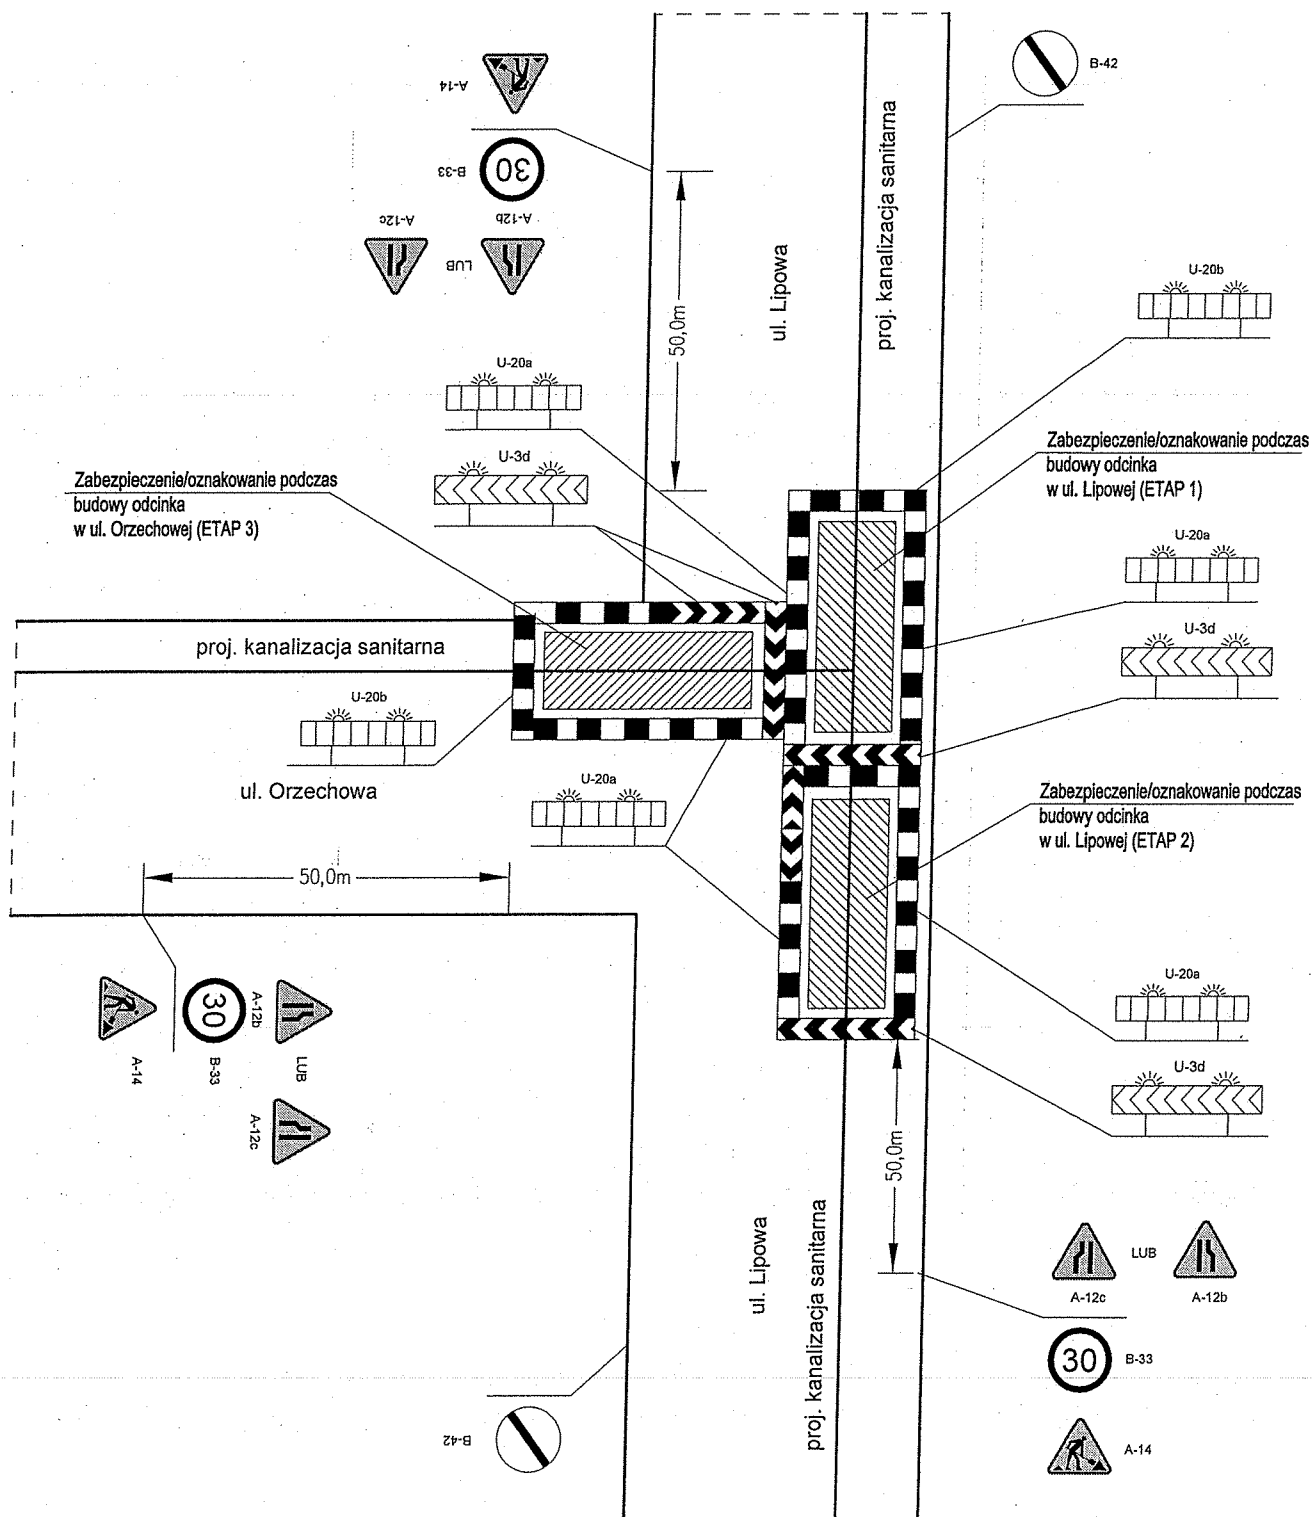 B-42
A-14
30
B-33
A-12c
A-12b
LUB
ul. Lipowa
proj. kanalizacja sanitarna
50,0m
U-20b
U-20a
U-3d
Zabezpieczenie/oznakowanie podczas
budowy odcinka
w ul. Orzechowej (ETAP 3)
Zabezpieczenie/oznakowanie podczas
budowy odcinka
w ul. Lipowej (ETAP 1)
U-20a
U-3d
proj. kanalizacja sanitarna
U-20b
ul. Orzechowa
U-20a
Zabezpieczenie/oznakowanie podczas
budowy odcinka
w ul. Lipowej (ETAP 2)
50,0m
A-14
30
B-33
A-12b
LUB
A-12c
U-20a
U-3d
50,0m
ul. Lipowa
proj. kanalizacja sanitarna
A-12c
LUB
A-12b
30
B-33
A-14
B-42